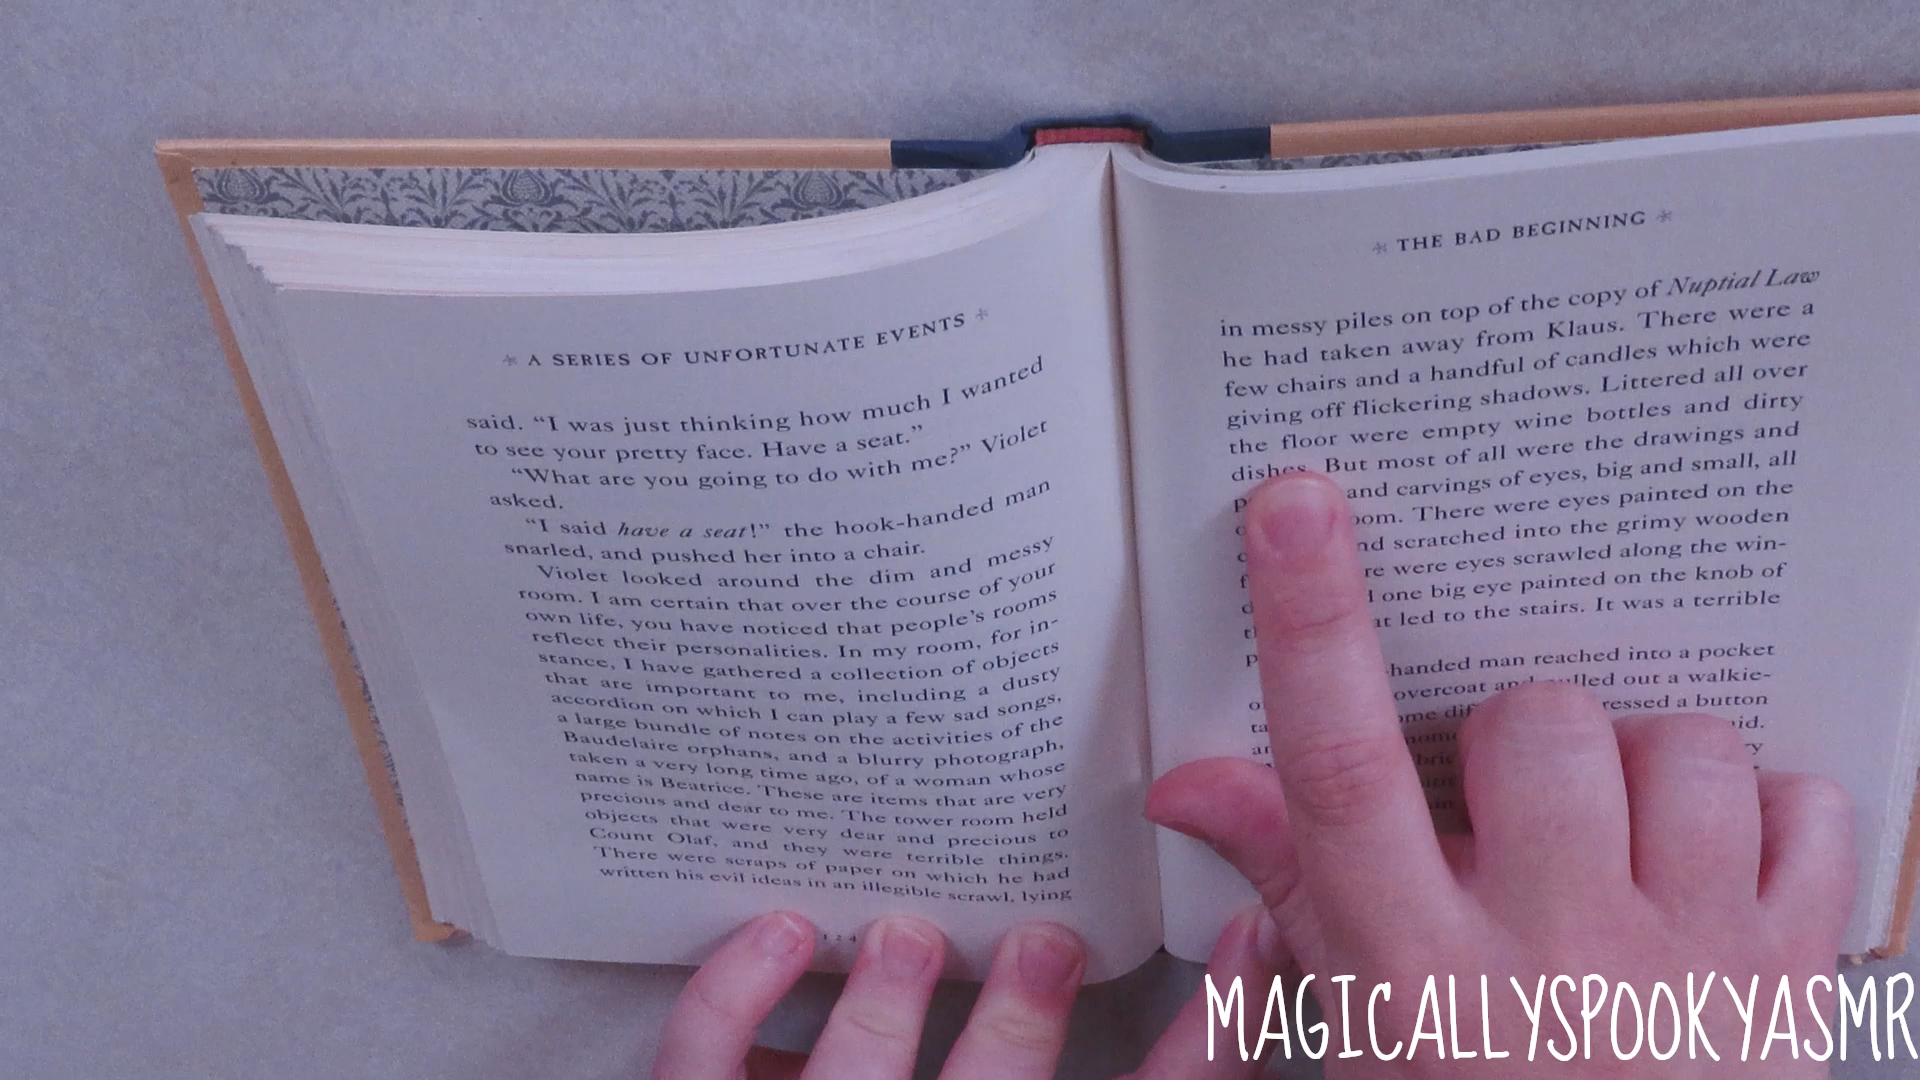 A SERIES OF UNFORTUNATE EVENTS
said. “I was just thinking how much I wanted
to see your pretty face. Have a seat.”
“What are you going to do with me?” Violet
asked.
“I said have a seat!” the hook-handed man
snarled, and pushed her into a chair.
Violet looked around the dim and messy
room. I am certain that over the course of your
own life, you have noticed that people’s rooms
reflect their personalities. In my room, for in-
stance, I have gathered a collection of objects
that are important to me, including a dusty
accordion on which I can play a few sad songs,
a large bundle of notes on the activities of the
Baudelaire orphans, and a blurry photograph,
taken a very long time ago, of a woman whose
name is Beatrice. These are items that are very
precious and dear to me. The tower room held
objects that were very dear and precious to
Count Olaf, and they were terrible things.
There were scraps of paper on which he had
written his evil ideas in an illegible scrawl, lying
124
THE BAD BEGINNING
in messy piles on top of the copy of Nuptial Law
he had taken away from Klaus. There were a
few chairs and a handful of candles which were
giving off flickering shadows. Littered all over
the floor were empty wine bottles and dirty
dishes. But most of all were the drawings and
and carvings of eyes, big and small, all
There were eyes painted on the
scratched into the grimy wooden
were eyes scrawled along the win-
one big eye painted on the knob of
led to the stairs. It was a terrible
-handed man reached into a pocket
overcoat and out a walkie-
a button
MAGICALLYSPOOKYASMR